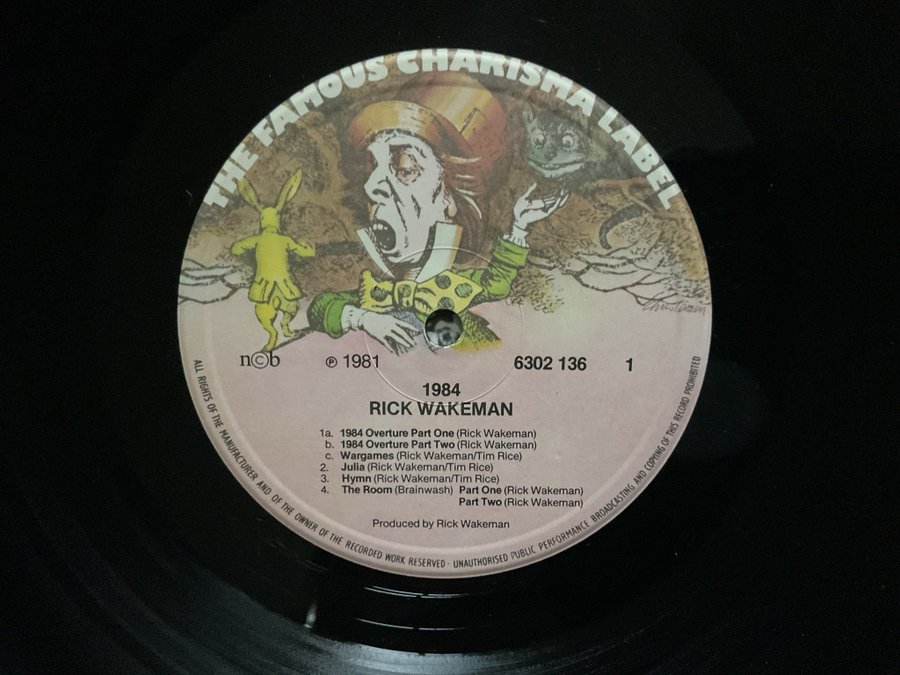 THE FAMOUS CHARISMA LABEL
n©b ℗ 1981 6302 136 1
1984
RICK WAKEMAN
1a. 1984 Overture Part One (Rick Wakeman)
b. 1984 Overture Part Two (Rick Wakeman)
c. Wargames (Rick Wakeman/Tim Rice)
2. Julia (Rick Wakeman/Tim Rice)
3. Hymn (Rick Wakeman/Tim Rice)
4. The Room (Brainwash) Part One (Rick Wakeman)
Part Two (Rick Wakeman)
Produced by Rick Wakeman
ALL RIGHTS OF THE MANUFACTURER AND OF THE OWNER OF THE RECORDED WORK RESERVED · UNAUTHORISED PUBLIC PERFORMANCE BROADCASTING AND COPYING OF THIS RECORD PROHIBITED